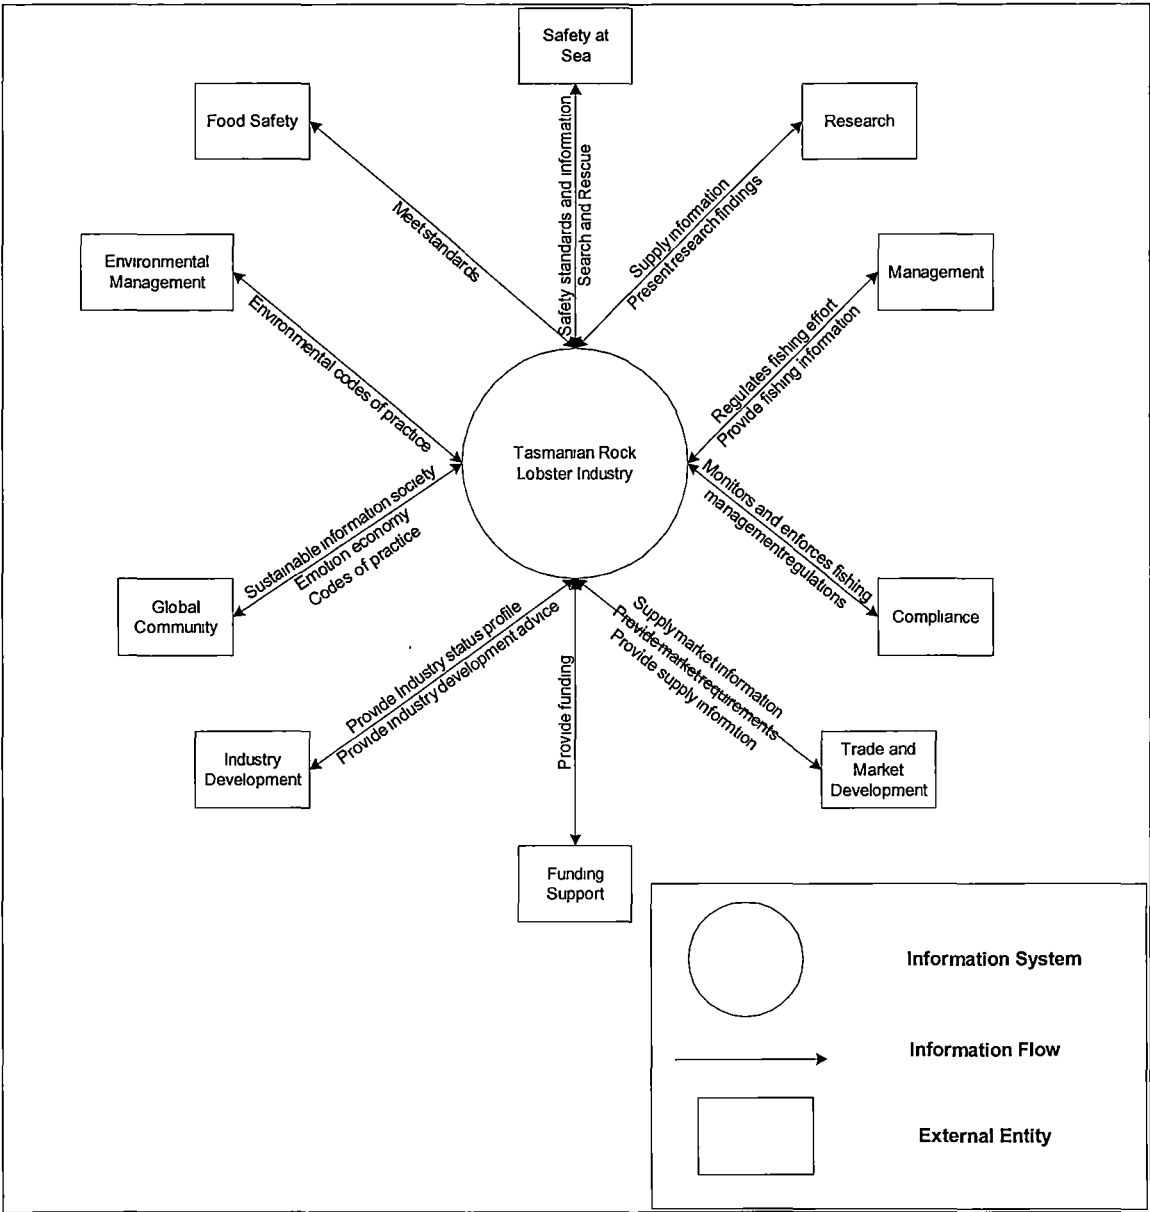 Safety at
Sea
Food Safety
Research
Safety standards and information
Search and Rescue
Meet standards
Supply information
Present research findings
Environmental
Management
Management
Environmental codes of practice
Regulates fishing effort
Provide fishing information
Tasmanian Rock
Lobster Industry
Sustainable information society
Emotion economy
Codes of practice
Monitors and enforces fishing
management regulations
Global
Community
Compliance
Provide Industry status profile
Provide industry development advice
Provide funding
Supply market information
Provide market requirements
Provide supply informtion
Industry
Development
Trade and
Market
Development
Funding
Support
Information System
Information Flow
External Entity